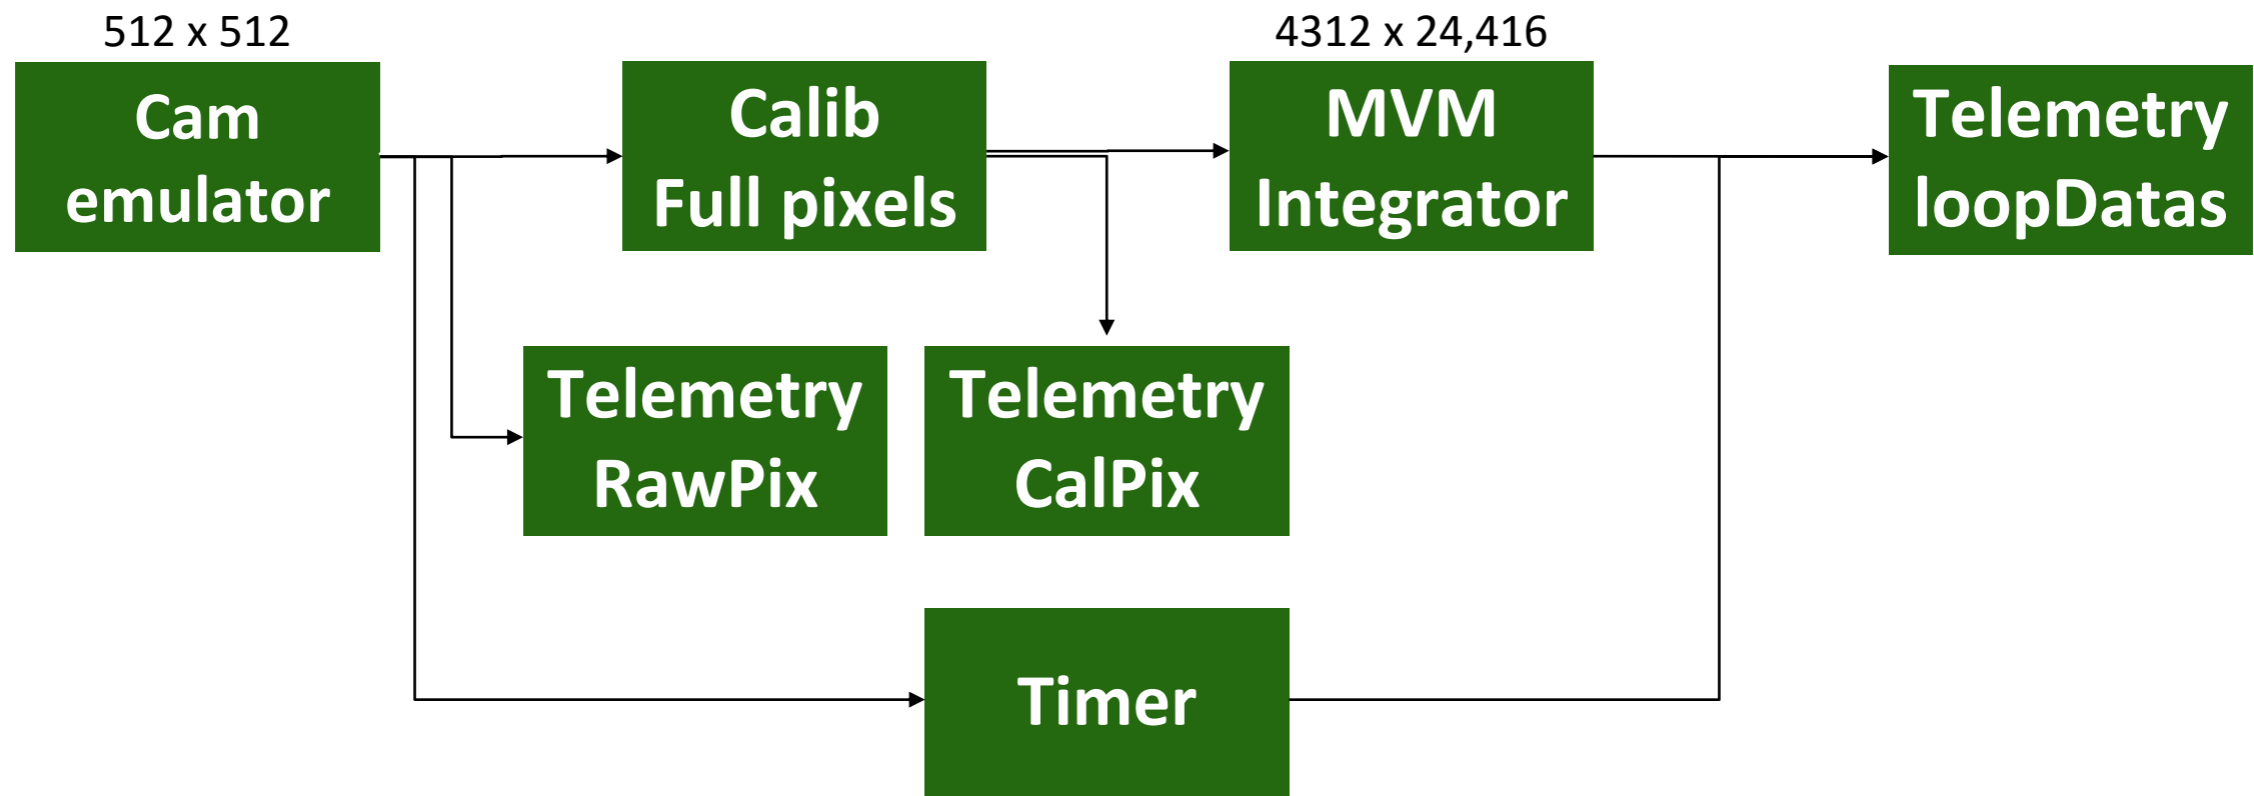 512 x 512
4312 x 24,416
Cam
emulator
Calib
Full pixels
MVM
Integrator
Telemetry
loopDatas
Telemetry
RawPix
Telemetry
CalPix
Timer